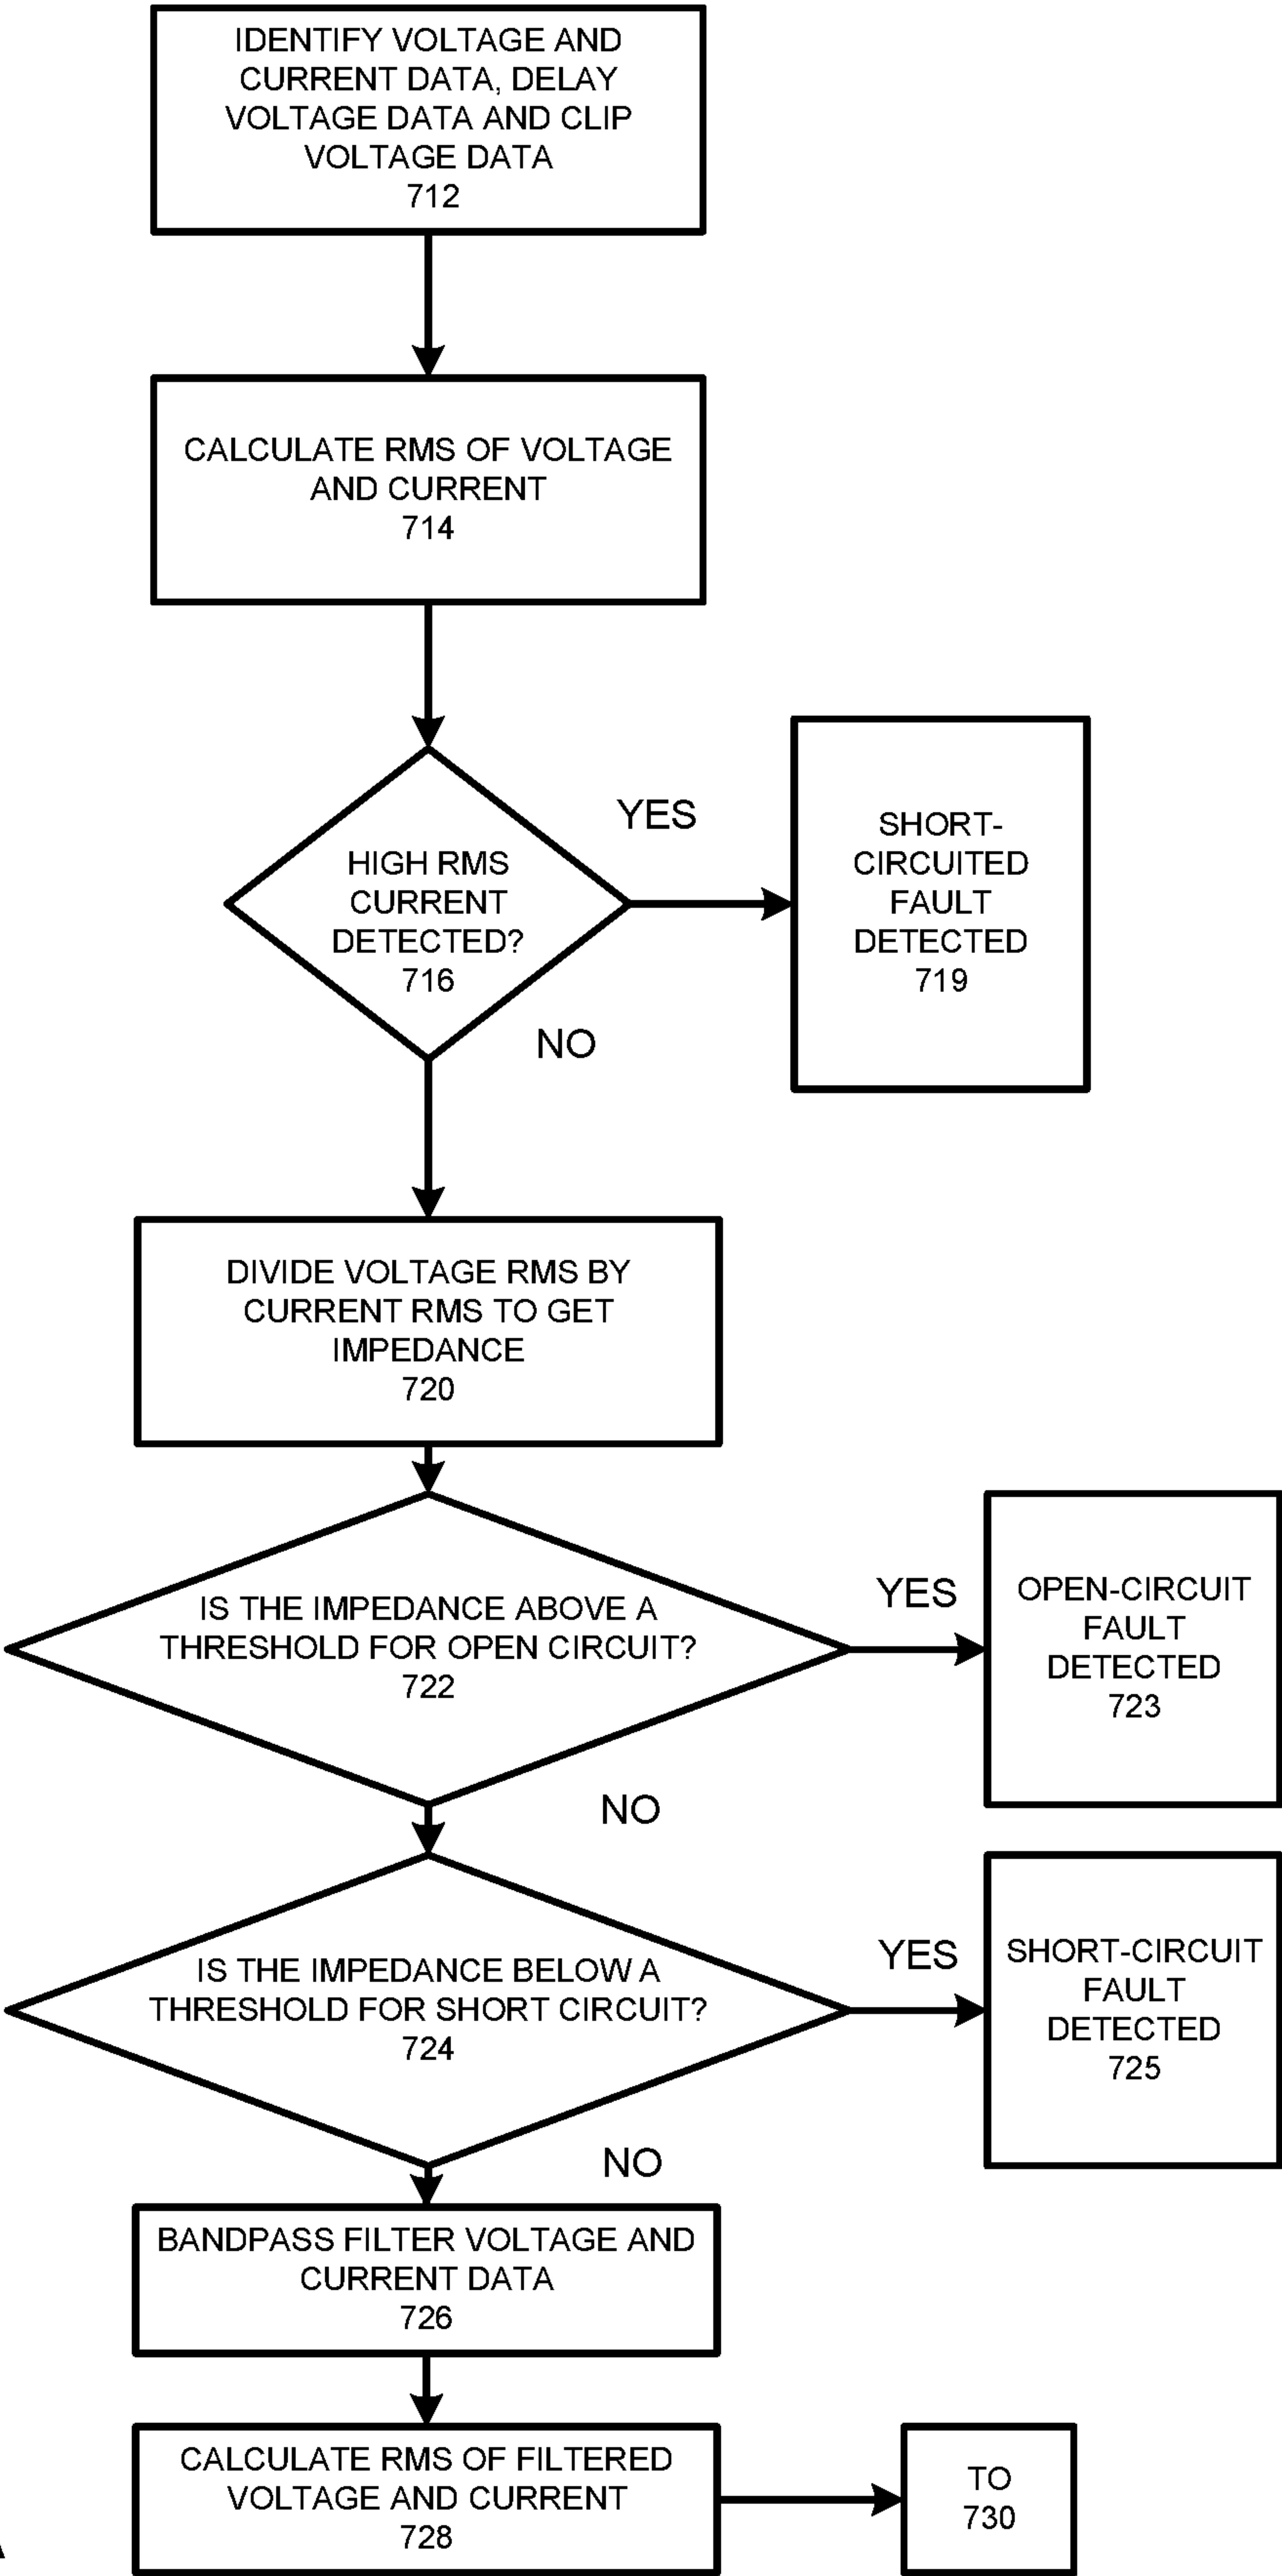 IDENTIFY VOLTAGE AND
CURRENT DATA, DELAY
VOLTAGE DATA AND CLIP
VOLTAGE DATA
712
CALCULATE RMS OF VOLTAGE
AND CURRENT
714
HIGH RMS
CURRENT
DETECTED?
716
YES
SHORT-
CIRCUITED
FAULT
DETECTED
719
NO
DIVIDE VOLTAGE RMS BY
CURRENT RMS TO GET
IMPEDANCE
720
IS THE IMPEDANCE ABOVE A
THRESHOLD FOR OPEN CIRCUIT?
722
YES
OPEN-CIRCUIT
FAULT
DETECTED
723
NO
IS THE IMPEDANCE BELOW A
THRESHOLD FOR SHORT CIRCUIT?
724
YES
SHORT-CIRCUIT
FAULT
DETECTED
725
NO
BANDPASS FILTER VOLTAGE AND
CURRENT DATA
726
CALCULATE RMS OF FILTERED
VOLTAGE AND CURRENT
728
TO
730